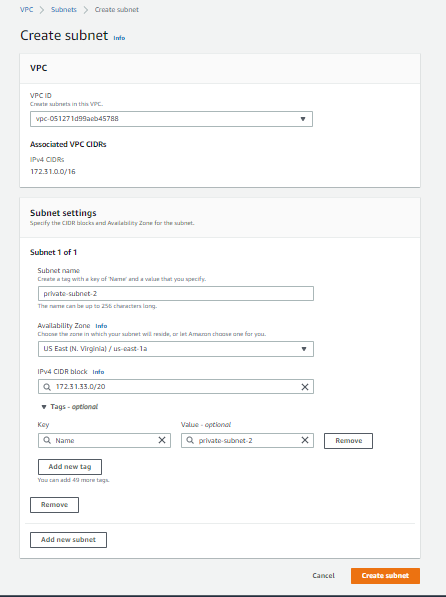 VPC > Subnets > Create subnet
Create subnet Info
VPC
VPC ID
Create subnets in this VPC.
vpc-051271d99aeb45788
Associated VPC CIDRs
IPv4 CIDRs
172.31.0.0/16
Subnet settings
Specify the CIDR blocks and Availability Zone for the subnet.
Subnet 1 of 1
Subnet name
Create a tag with a key of 'Name' and a value that you specify.
private-subnet-2
The name can be up to 256 characters long.
Availability Zone Info
Choose the zone in which your subnet will reside, or let Amazon choose one for you.
US East (N. Virginia) / us-east-1a
IPv4 CIDR block Info
172.31.33.0/20
Tags - optional
Key Value - optional
Name private-subnet-2 Remove
Add new tag
You can add 49 more tags.
Remove
Add new subnet
Cancel Create subnet